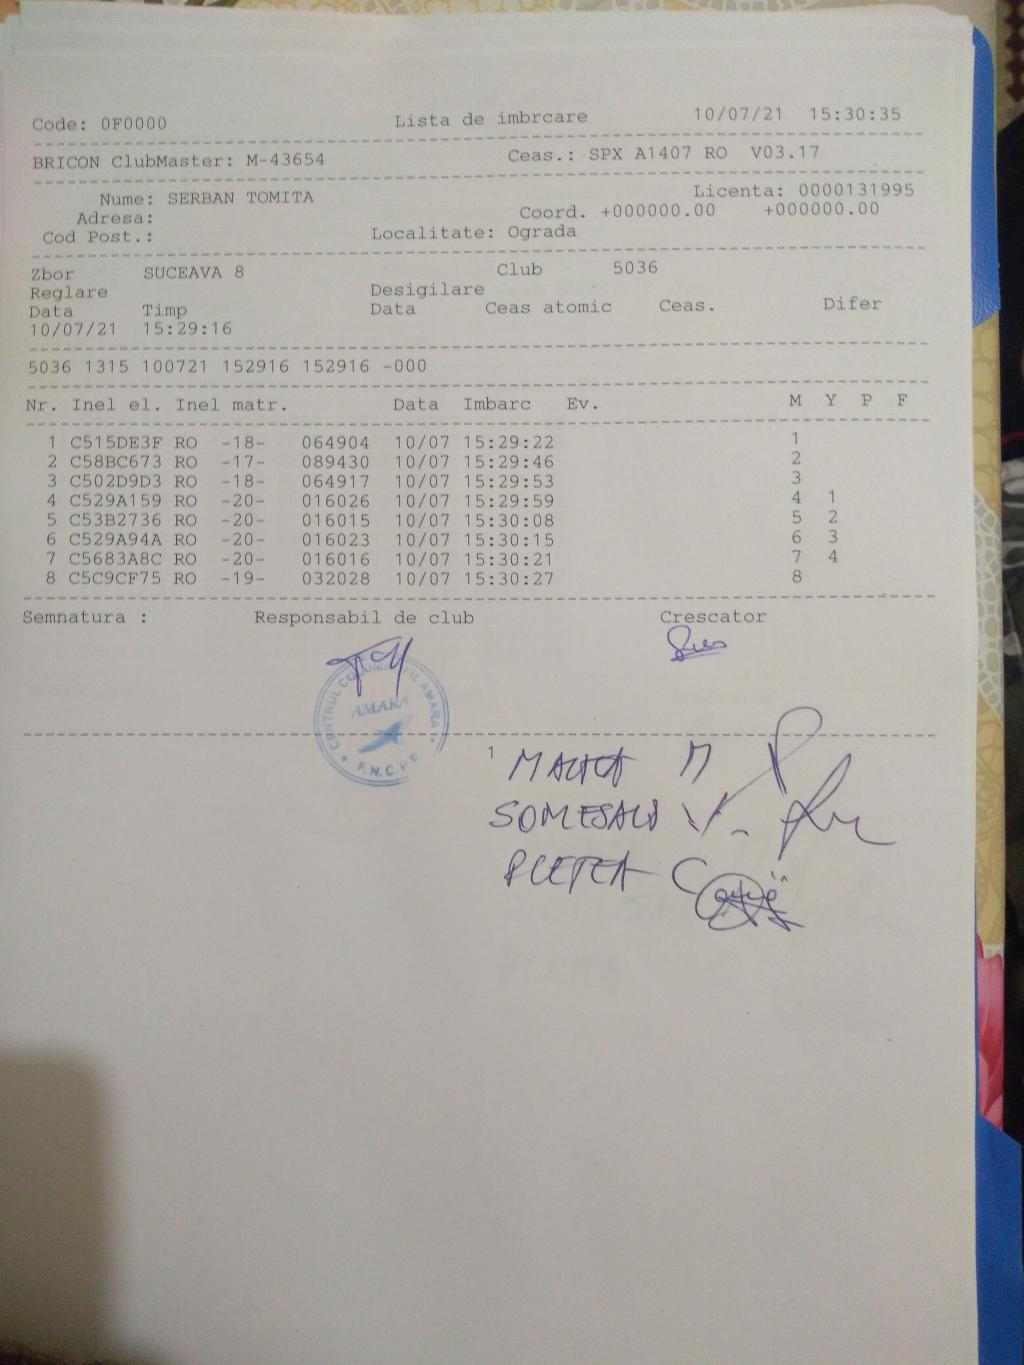 Code: 0F0000 Lista de imbrcare 10/07/21 15:30:35
BRICON ClubMaster: M-43654 Ceas.: SPX A1407 RO V03.17
Nume: SERBAN TOMITA Licenta: 0000131995
Adresa: Coord. +000000.00 +000000.00
Cod Post.: Localitate: Ograda
Zbor SUCEAVA 8 Club 5036
Reglare Desigilare
Data Timp Data Ceas atomic Ceas. Difer
10/07/21 15:29:16
5036 1315 100721 152916 152916 -000
Nr. Inel el. Inel matr. Data Imbarc Ev. M Y P F
1 C515DE3F RO -18- 064904 10/07 15:29:22 1
2 C58BC673 RO -17- 089430 10/07 15:29:46 2
3 C502D9D3 RO -18- 064917 10/07 15:29:53 3
4 C529A159 RO -20- 016026 10/07 15:29:59 4 1
5 C53B2736 RO -20- 016015 10/07 15:30:08 5 2
6 C529A94A RO -20- 016023 10/07 15:30:15 6 3
7 C5683A8C RO -20- 016016 10/07 15:30:21 7 4
8 C5C9CF75 RO -19- 032028 10/07 15:30:27 8
Semnatura : Responsabil de club Crescator
CENTRUL COLUMBOFIL AMARA
AMARA
F.N.C.P.R
1
M
V.
C